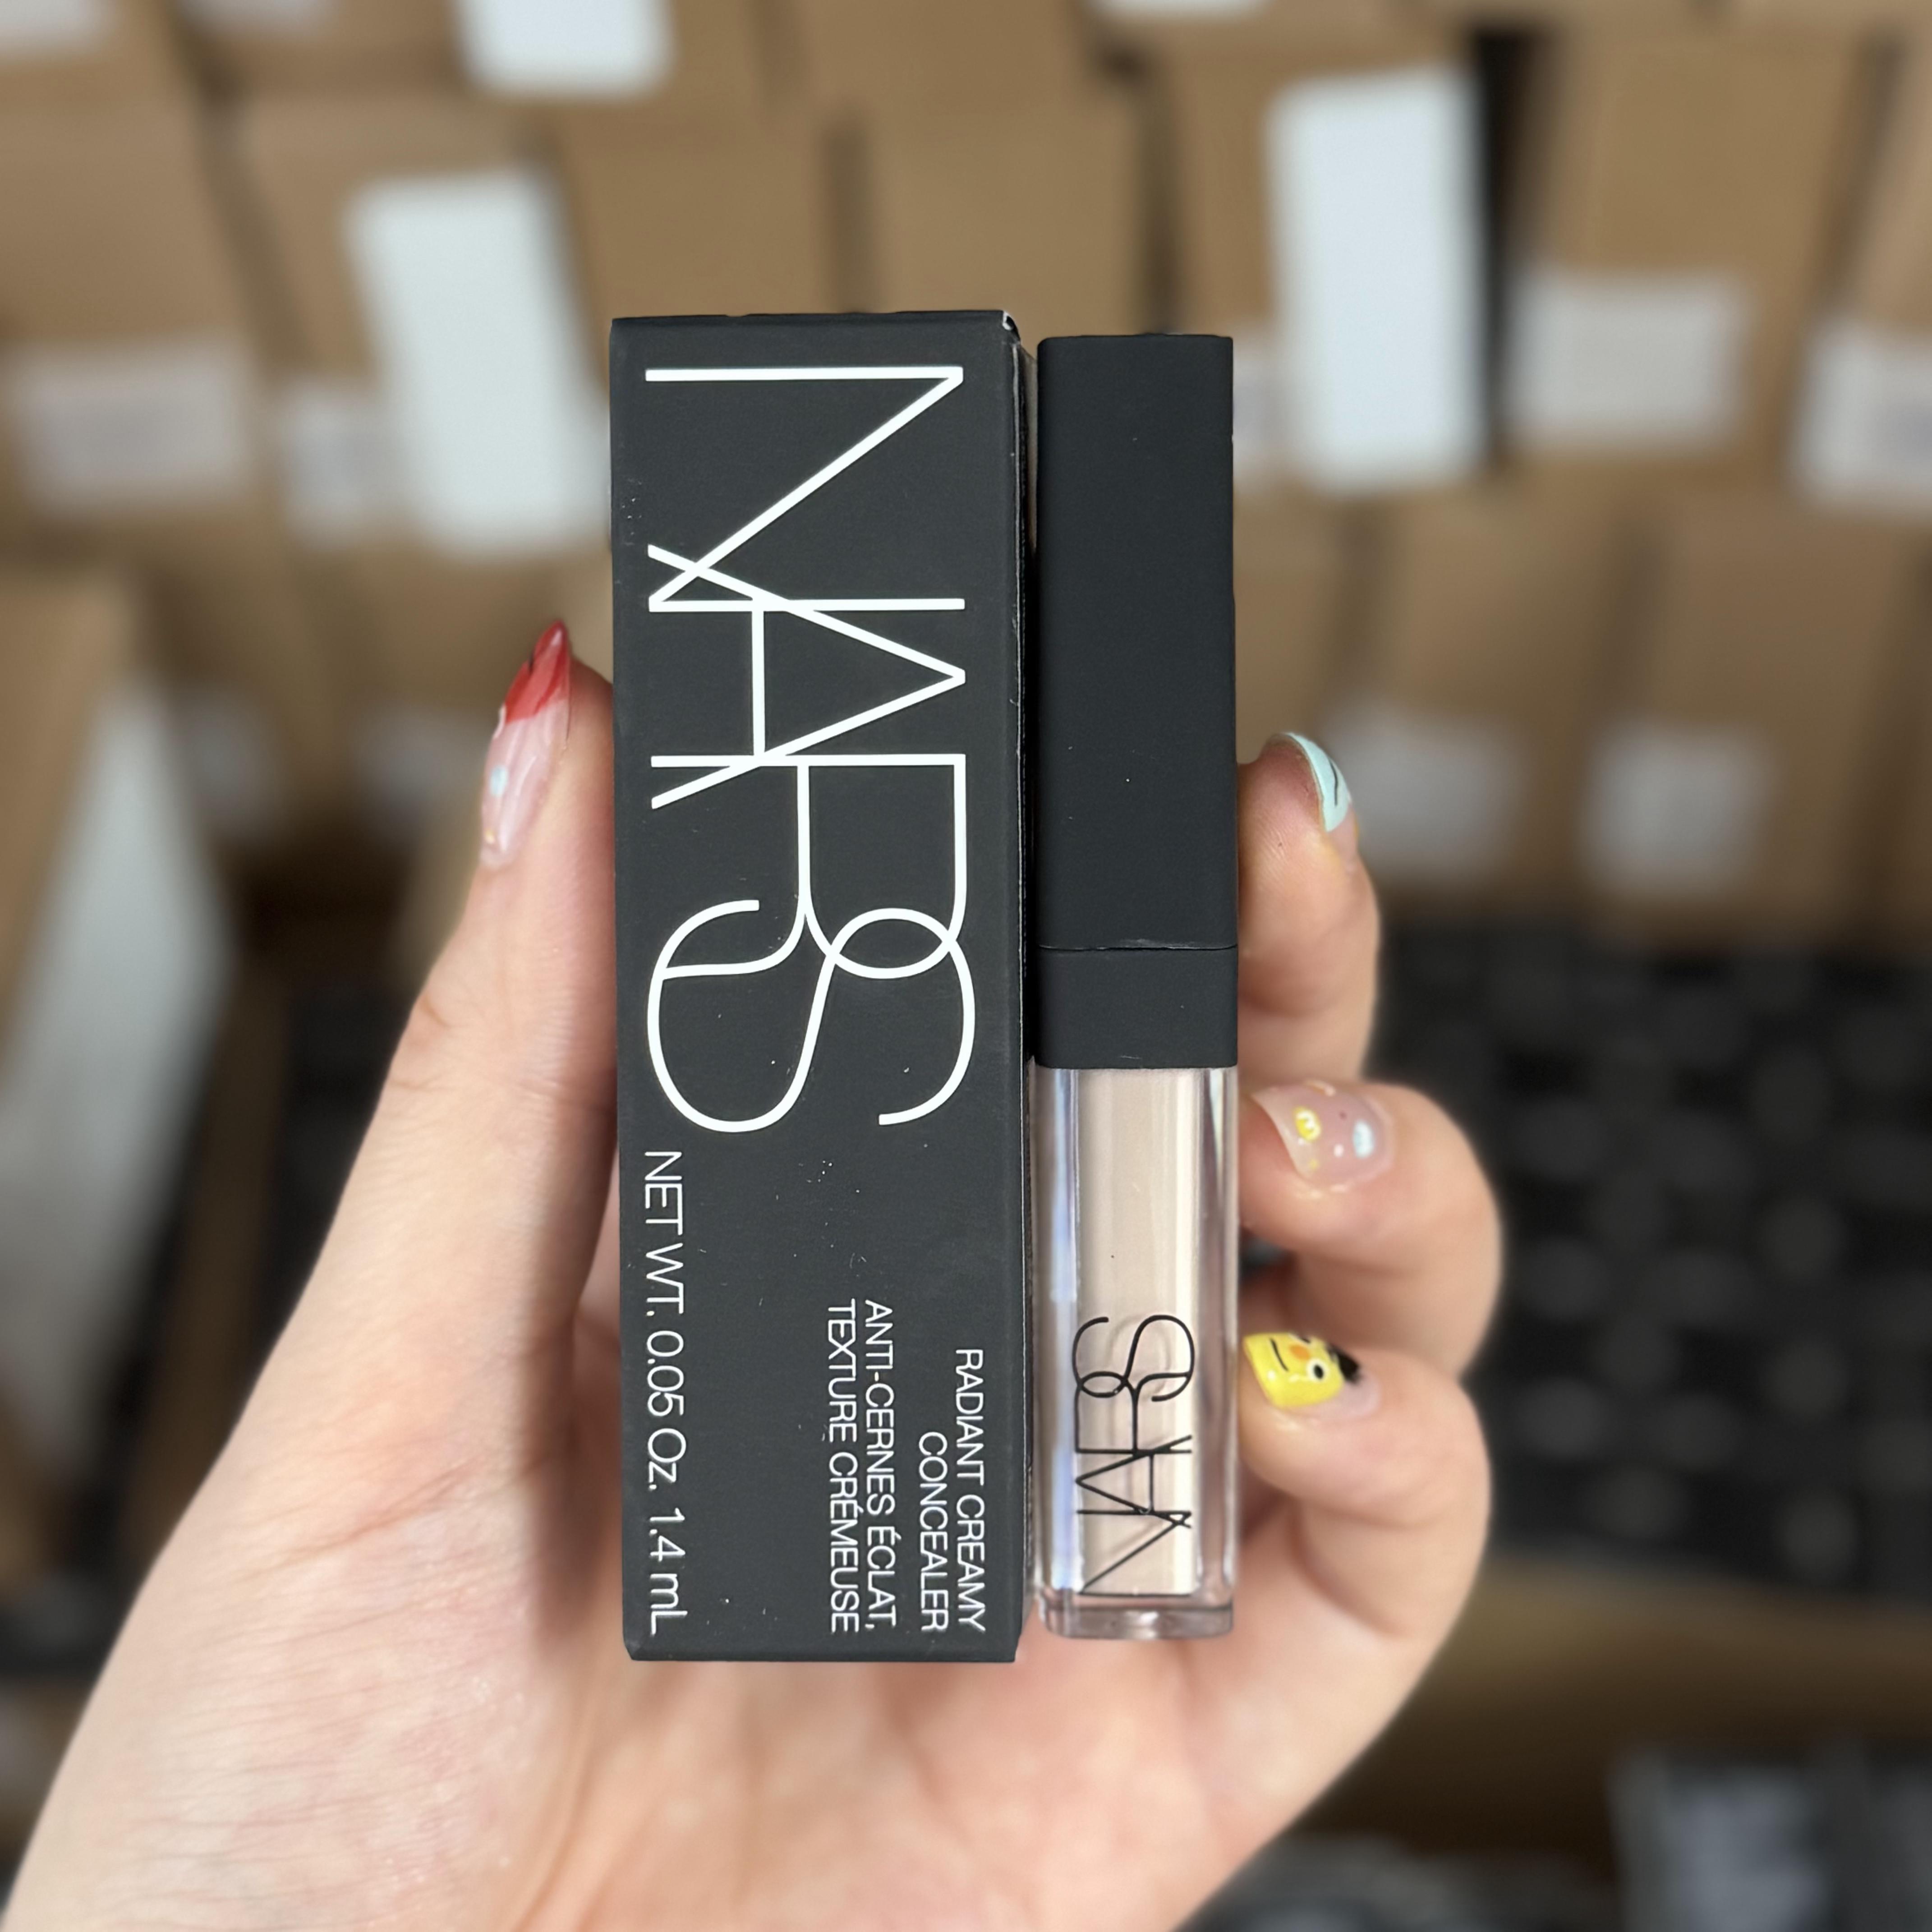 NARS
RADIANT CREAMY
CONCEALER
ANTI-CERNES ÉCLAT,
TEXTURE CRÉMEUSE
NET WT. 0.05 Oz. 1.4 mL
NARS